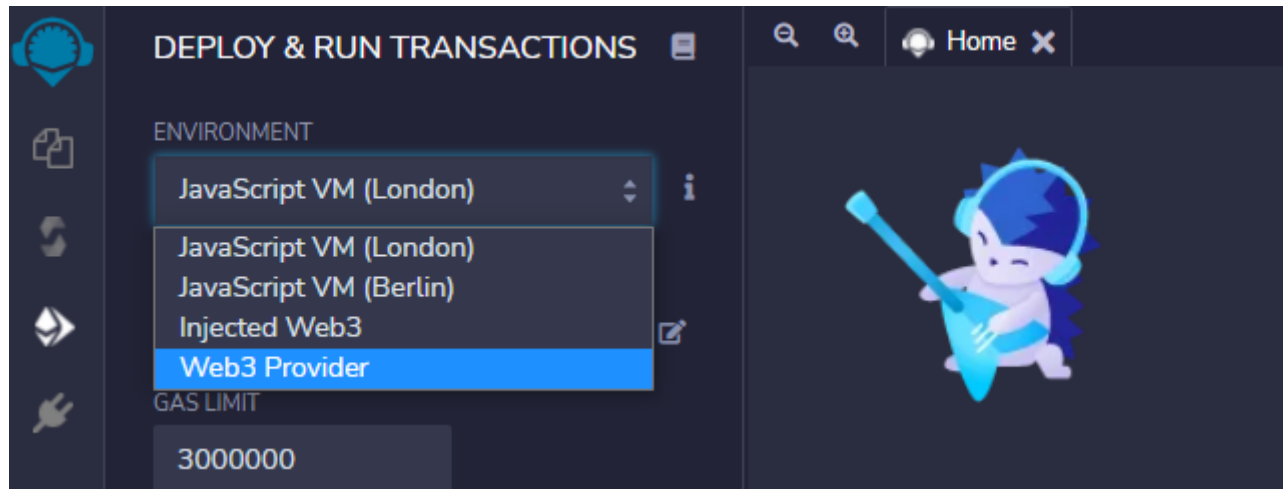 DEPLOY & RUN TRANSACTIONS
Home
ENVIRONMENT
JavaScript VM (London)
JavaScript VM (London)
JavaScript VM (Berlin)
Injected Web3
Web3 Provider
GAS LIMIT
3000000